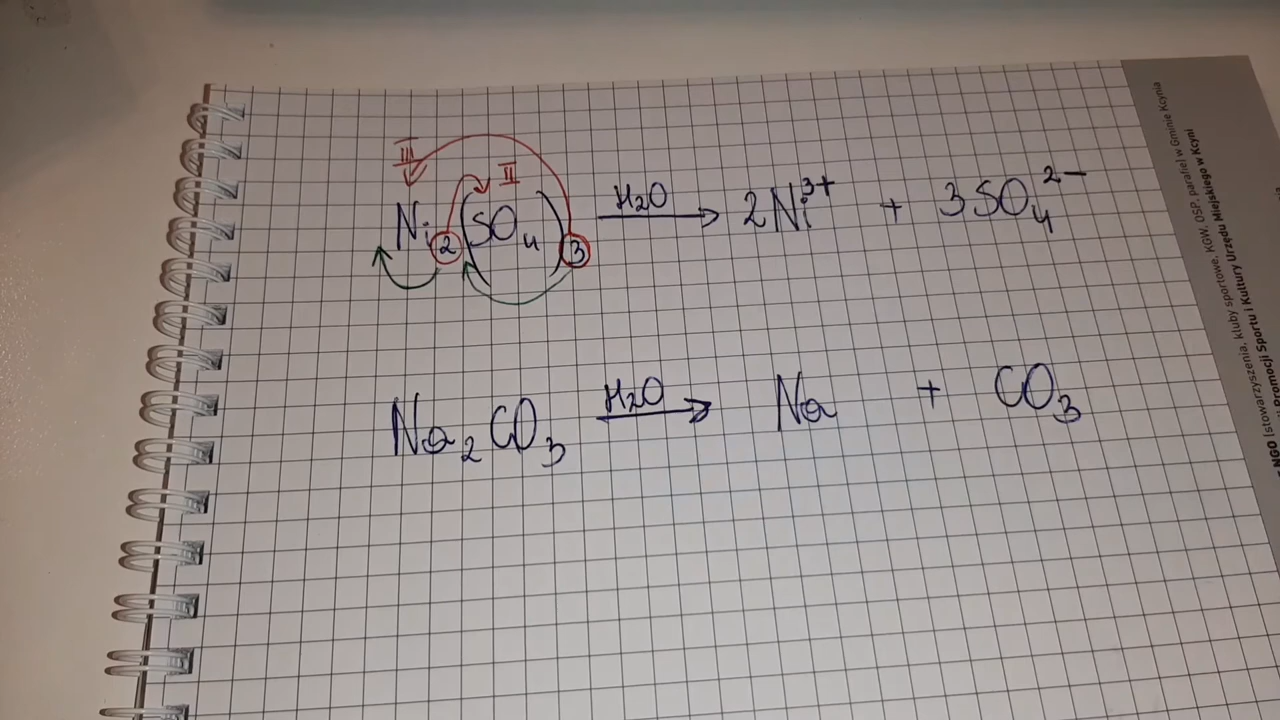 III
II
Ni₂(SO₄)₃ H₂O → 2Ni³⁺ + 3SO₄²⁻
Na₂CO₃ H₂O → Na + CO₃
NGO (stowarzyszenia, kluby sportowe, KGW, OSP, parafie) w Gminie Kcynia
promocji Sportu i Kultury Urzędu Miejskiego w Kcyni